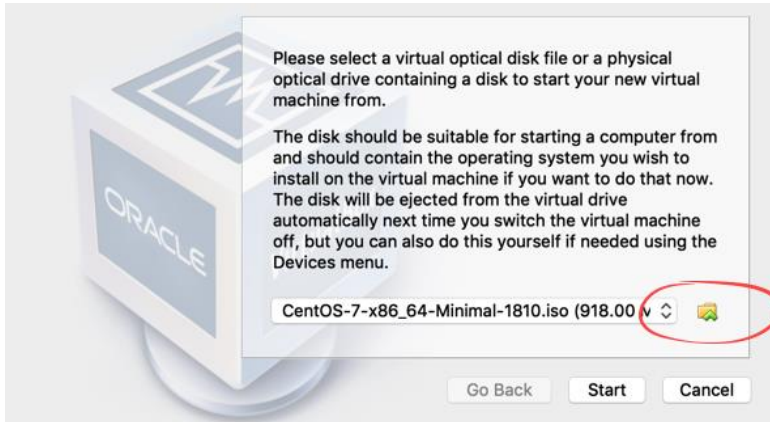 Please select a virtual optical disk file or a physical
optical drive containing a disk to start your new virtual
machine from.
The disk should be suitable for starting a computer from
and should contain the operating system you wish to
install on the virtual machine if you want to do that now.
The disk will be ejected from the virtual drive
automatically next time you switch the virtual machine
off, but you can also do this yourself if needed using the
Devices menu.
ORACLE
CentOS-7-x86_64-Minimal-1810.iso (918.00
Go Back Start Cancel